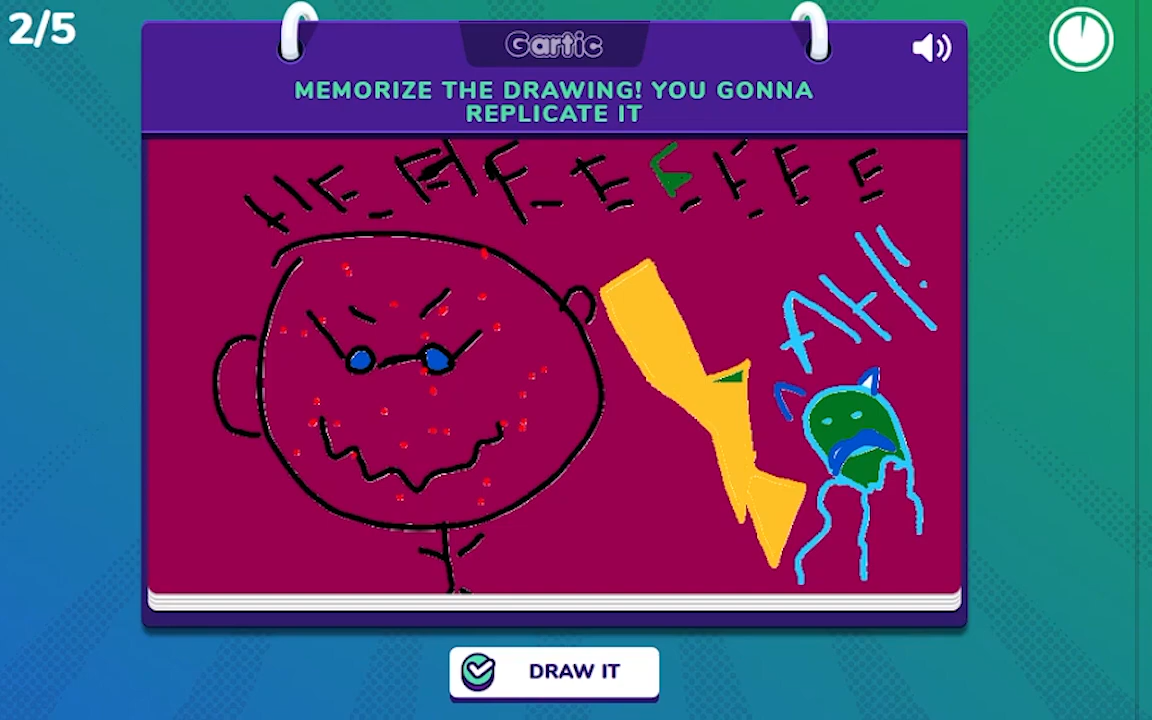 2/5
Gartic
MEMORIZE THE DRAWING! YOU GONNA
REPLICATE IT
AH!
DRAW IT